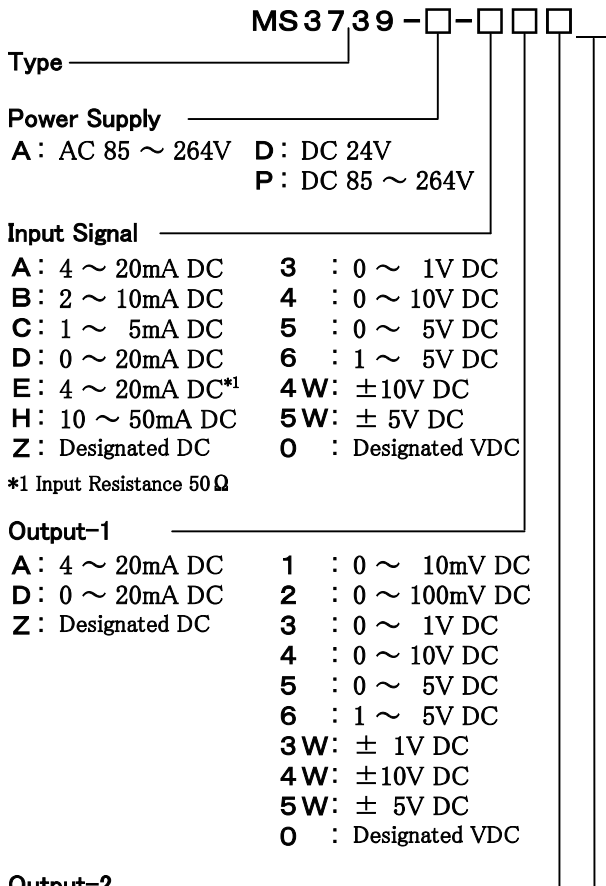 MS3739-□-□□□
Type
Power Supply
A: AC 85 ～ 264V D: DC 24V
P: DC 85 ～ 264V
Input Signal
A: 4 ～ 20mA DC 3 : 0 ～ 1V DC
B: 2 ～ 10mA DC 4 : 0 ～ 10V DC
C: 1 ～ 5mA DC 5 : 0 ～ 5V DC
D: 0 ～ 20mA DC 6 : 1 ～ 5V DC
E: 4 ～ 20mA DC*1 4W: ±10V DC
H: 10 ～ 50mA DC 5W: ± 5V DC
Z: Designated DC 0 : Designated VDC
*1 Input Resistance 50Ω
Output-1
A: 4 ～ 20mA DC 1 : 0 ～ 10mV DC
D: 0 ～ 20mA DC 2 : 0 ～ 100mV DC
Z: Designated DC 3 : 0 ～ 1V DC
4 : 0 ～ 10V DC
5 : 0 ～ 5V DC
6 : 1 ～ 5V DC
3W: ± 1V DC
4W: ±10V DC
5W: ± 5V DC
0 : Designated VDC
Output-2